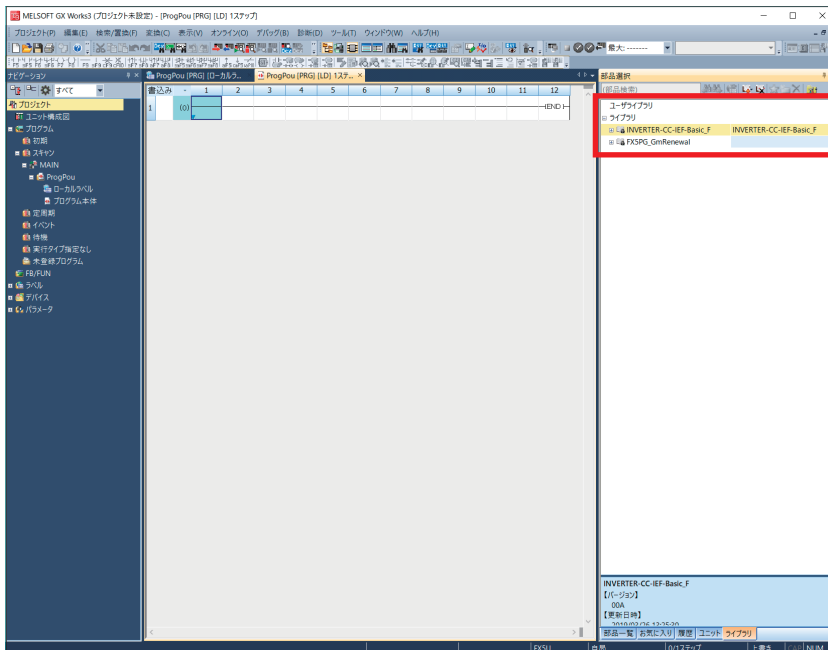 MELSOFT GX Works3 (プロジェクト未設定) - [ProgPou [PRG] [LD] 1ステップ]
プロジェクト(P) 編集(E) 検索/置換(F) 変換(C) 表示(V) オンライン(O) デバッグ(B) 診断(D) ツール(T) ウィンドウ(W) ヘルプ(H)
最大: -------
ナビゲーション
ProgPou [PRG] [ローカルラ...
ProgPou [PRG] [LD] 1ステ...
部品選択
すべて
(部品検索)
書込み 1 2 3 4 5 6 7 8 9 10 11 12
1 (0) [END]
プロジェクト
ユニット構成図
プログラム
初期
スキャン
MAIN
ProgPou
ローカルラベル
プログラム本体
定周期
イベント
待機
実行タイプ指定なし
未登録プログラム
FB/FUN
ラベル
デバイス
パラメータ
ユーザライブラリ
ライブラリ
INVERTER-CC-IEF-Basic_F INVERTER-CC-IEF-Basic_F
FX5PG_GmRenewal
INVERTER-CC-IEF-Basic_F
【バージョン】
00A
【更新日時】
2019/03/26 13:25:30
部品一覧 お気に入り 履歴 ユニット ライブラリ
FX5U 自局 0/1ステップ 上書き CAP NUM